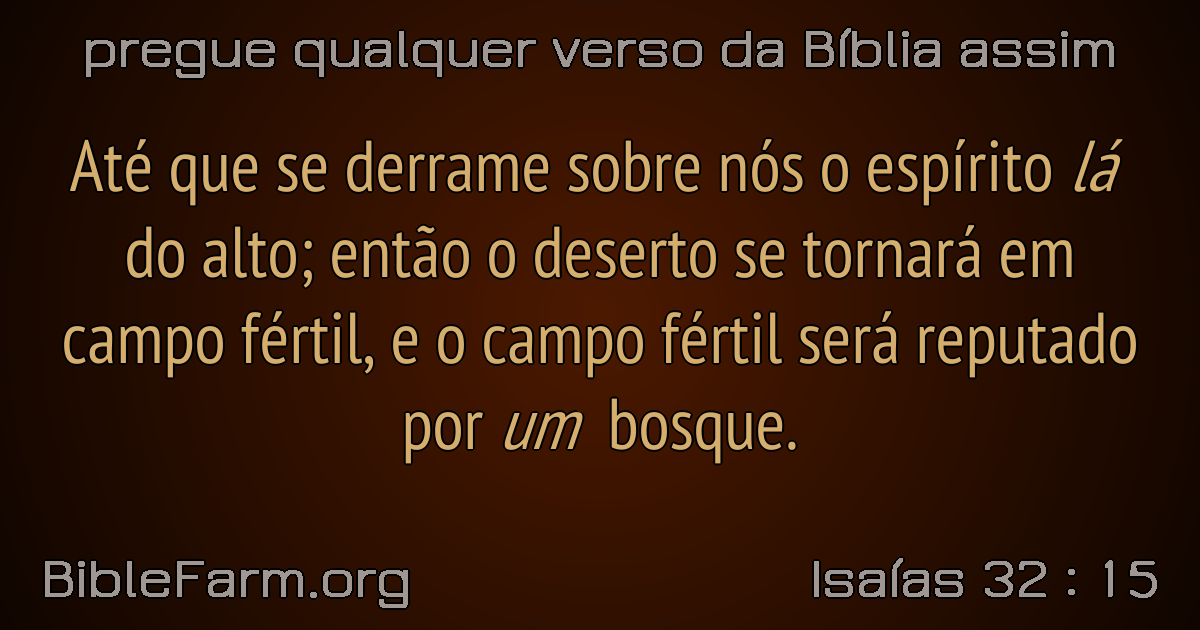 pregue qualquer verso da Bíblia assim
Até que se derrame sobre nós o espírito lá
do alto; então o deserto se tornará em
campo fértil, e o campo fértil será reputado
por um bosque.
BibleFarm.org
Isaías 32 : 15